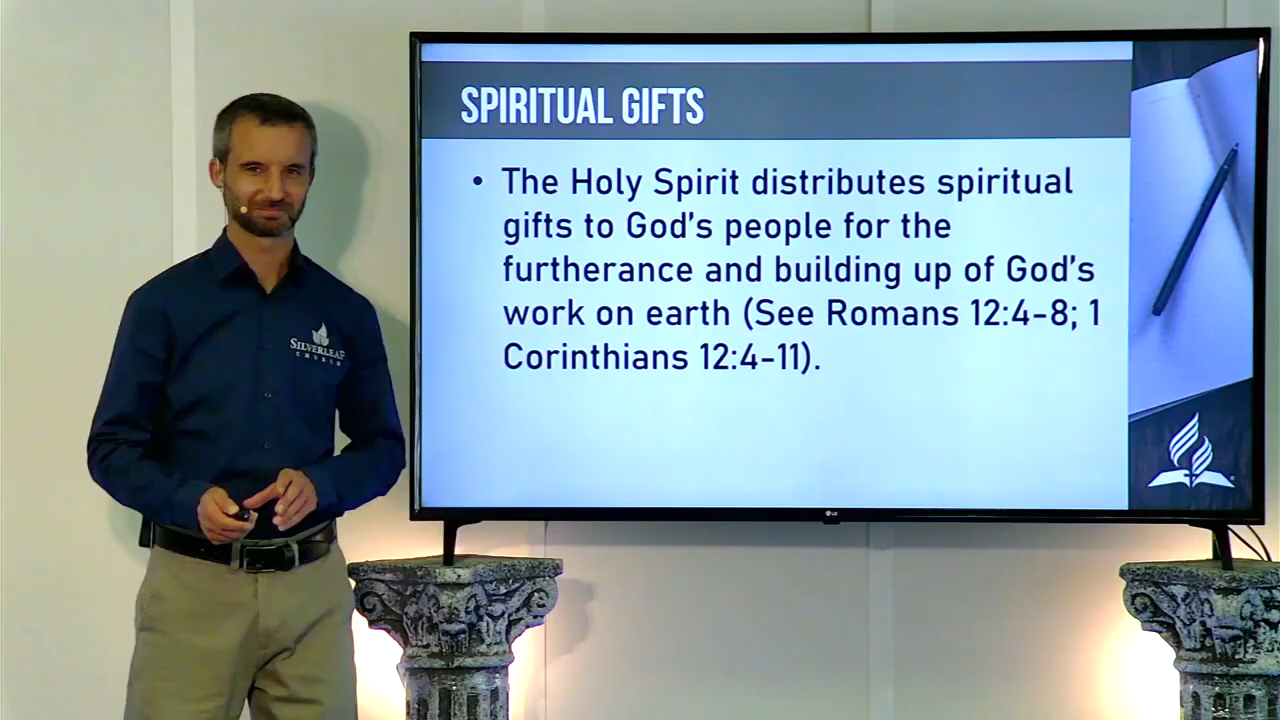 SPIRITUAL GIFTS
• The Holy Spirit distributes spiritual
gifts to God's people for the
furtherance and building up of God's
work on earth (See Romans 12:4-8; 1
Corinthians 12:4-11).
SILVERLEAF
CHURCH
LG